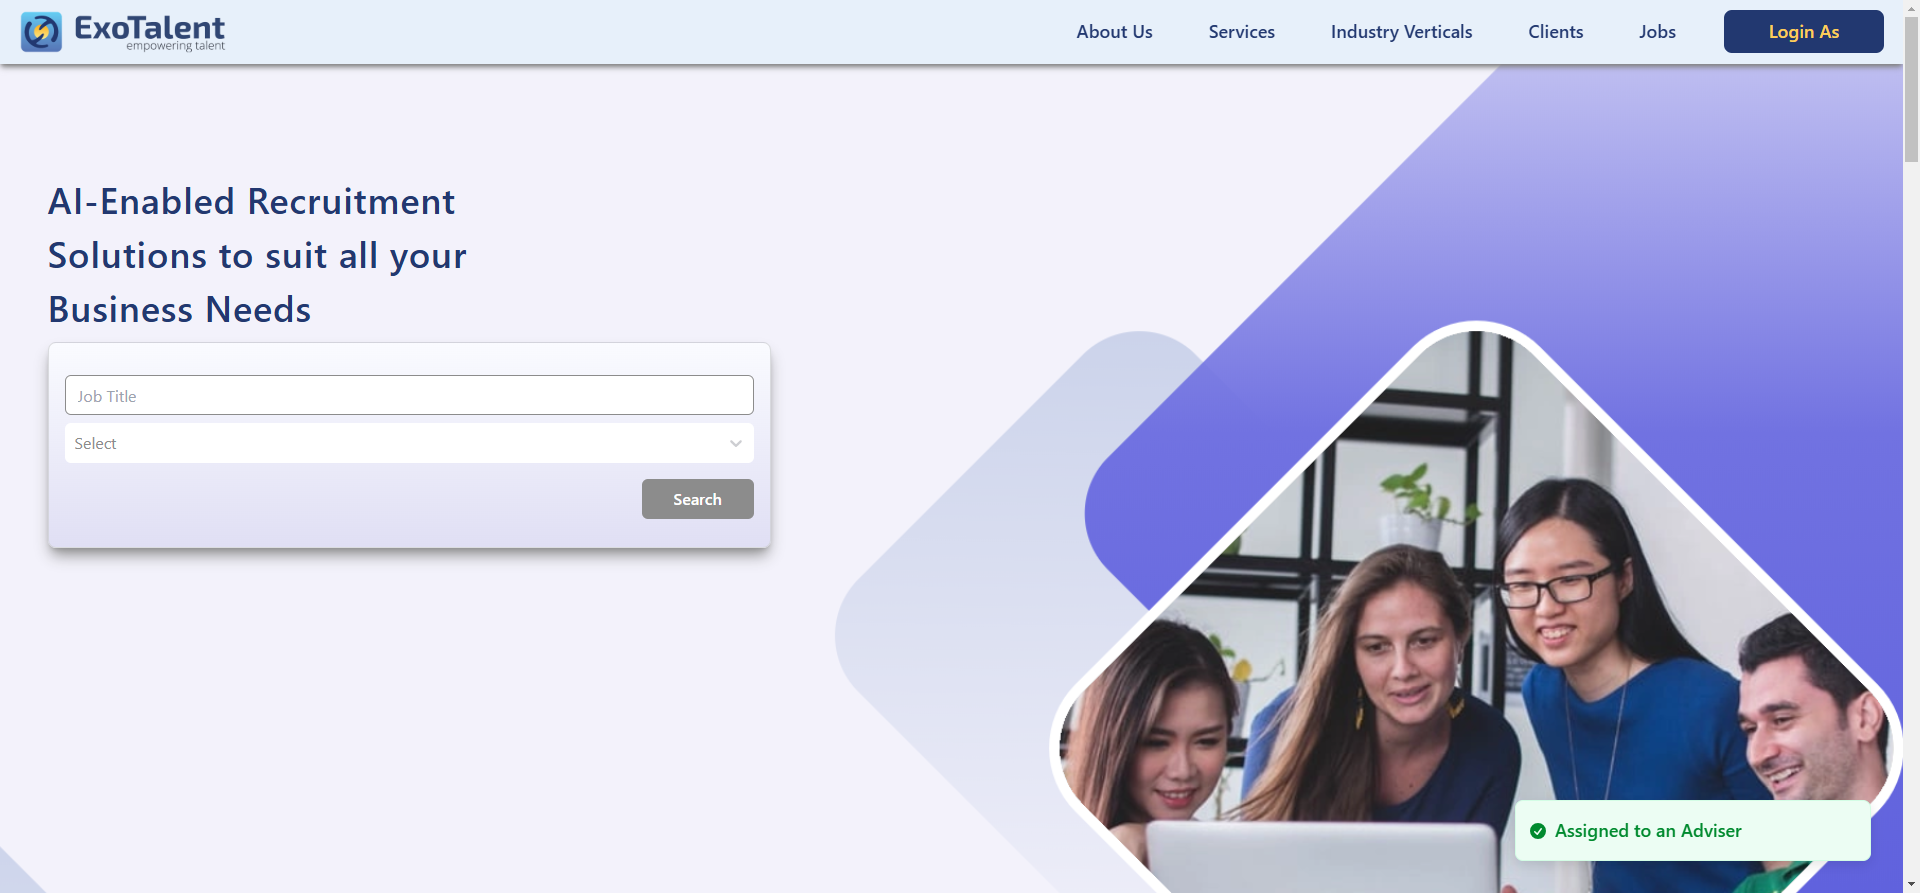 ExoTalent
empowering talent
About Us
Services
Industry Verticals
Clients
Jobs
Login As
AI-Enabled Recruitment
Solutions to suit all your
Business Needs
Job Title
Select
Search
Assigned to an Adviser